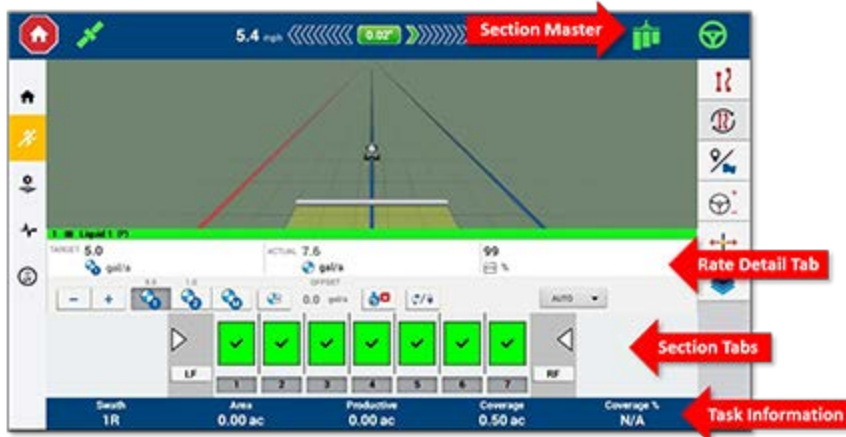 5.4 mph 0.02" Section Master
1 Liquid 1 (P)
TARGET 5.0 ACTUAL 7.6 99
gal/a gal/a %
Rate Detail Tab
5.0 1.0 OFFSET
- + 0.0 gal/a AUTO
Section Tabs
LF 1 2 3 4 5 6 7 RF
Swath Area Productive Coverage Coverage %
1R 0.00 ac 0.00 ac 0.50 ac N/A
Task Information